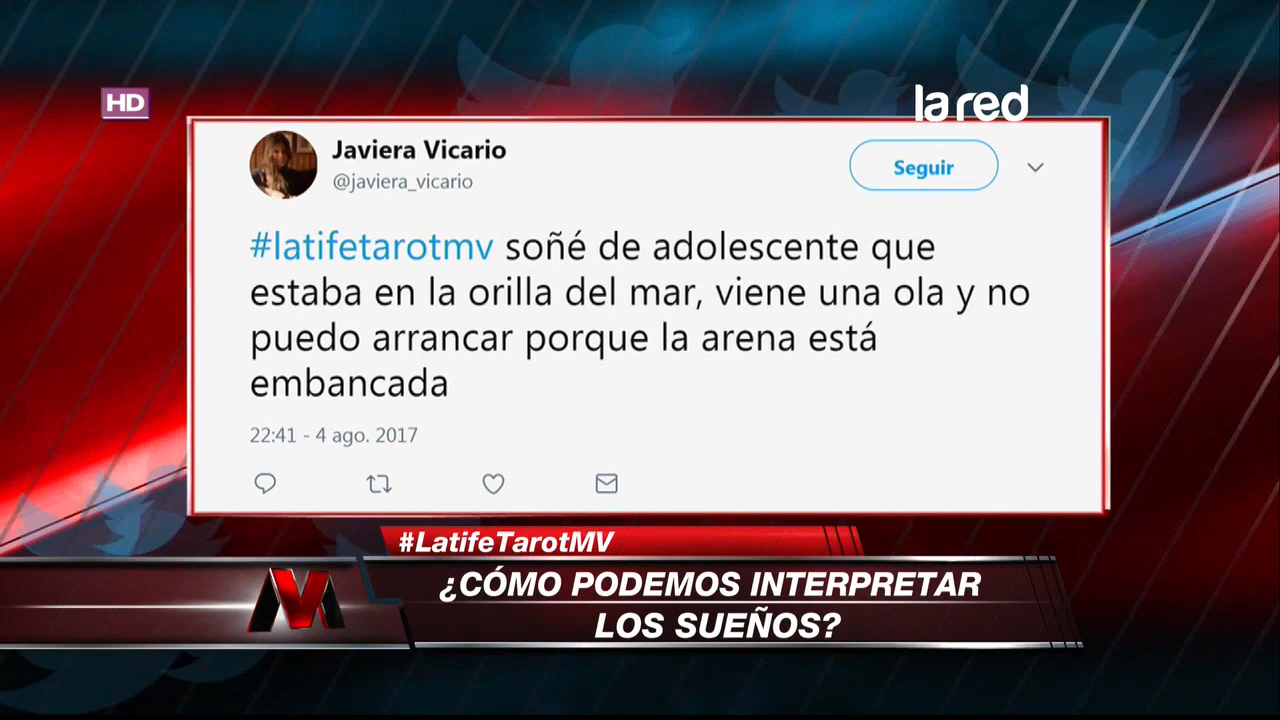 HD
la red
Javiera Vicario
@javiera_vicario
Seguir
#latifetarotmv soñé de adolescente que
estaba en la orilla del mar, viene una ola y no
puedo arrancar porque la arena está
embancada
22:41 - 4 ago. 2017
#LatifeTarotMV
¿CÓMO PODEMOS INTERPRETAR
LOS SUEÑOS?